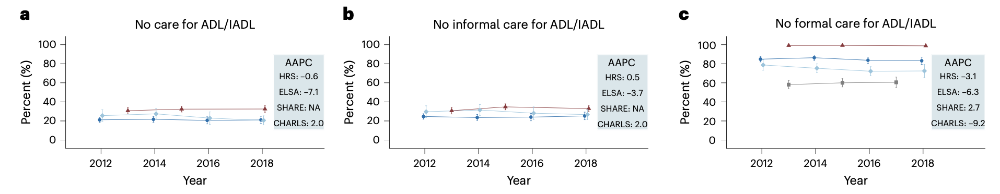 a
No care for ADL/IADL
Percent (%)
100
80
60
40
20
0
2012 2014 2016 2018
Year
AAPC
HRS: −0.6
ELSA: −7.1
SHARE: NA
CHARLS: 2.0
b
No informal care for ADL/IADL
Percent (%)
100
80
60
40
20
0
2012 2014 2016 2018
Year
AAPC
HRS: 0.5
ELSA: −3.7
SHARE: NA
CHARLS: 2.0
c
No formal care for ADL/IADL
Percent (%)
100
80
60
40
20
0
2012 2014 2016 2018
Year
AAPC
HRS: −3.1
ELSA: −6.3
SHARE: 2.7
CHARLS: −9.2